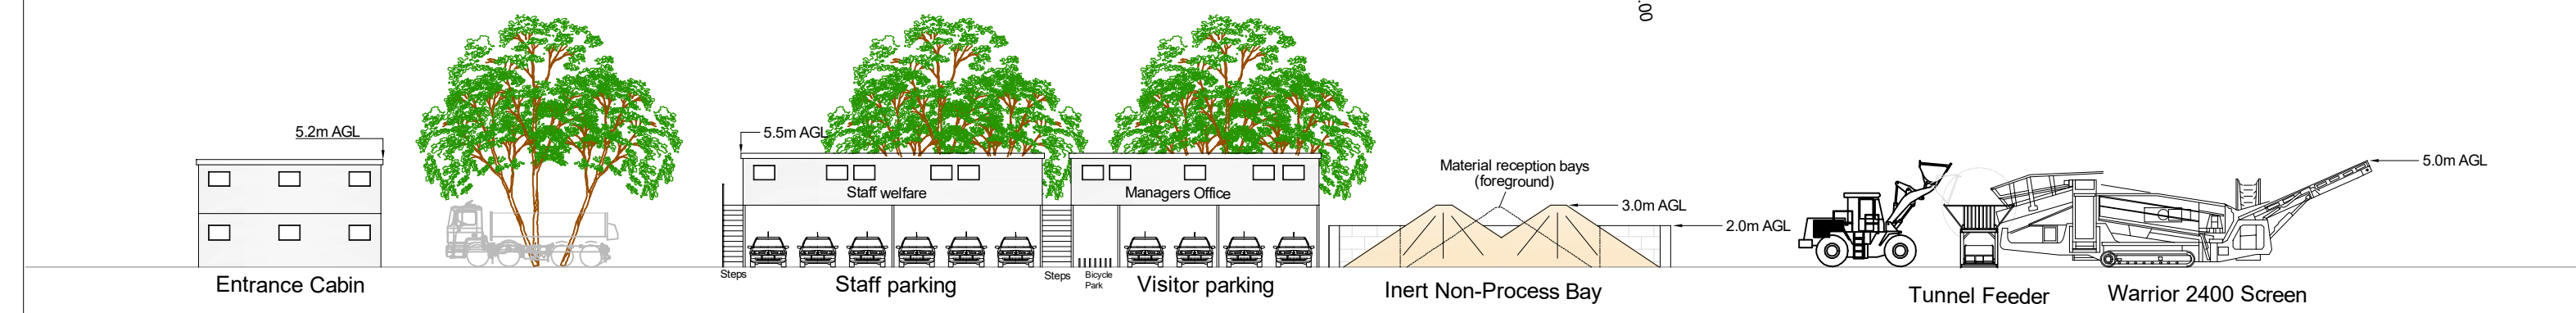 .00
5.2m AGL
5.5m AGL
Staff welfare
Managers Office
Material reception bays
(foreground)
3.0m AGL
2.0m AGL
5.0m AGL
Entrance Cabin
Steps
Staff parking
Steps
Bicycle
Park
Visitor parking
Inert Non-Process Bay
Tunnel Feeder
Warrior 2400 Screen